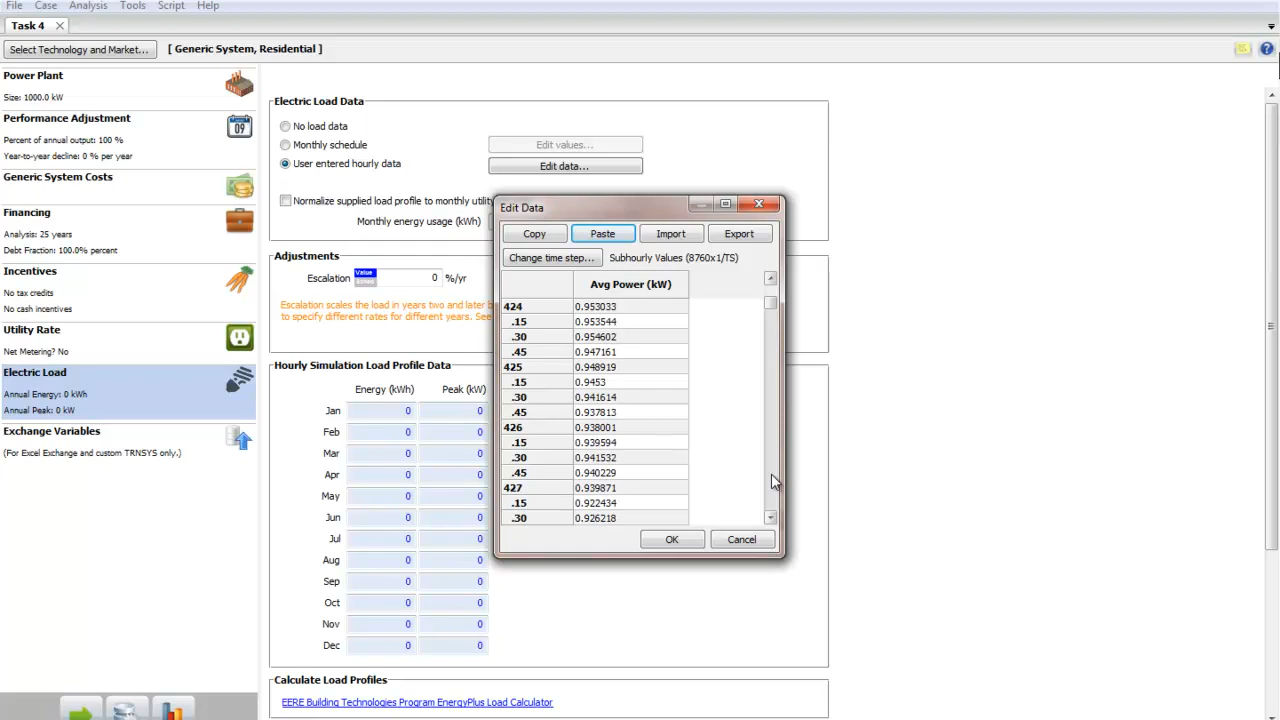 File Case Analysis Tools Script Help
Task 4
Select Technology and Market... [ Generic System, Residential ]
Power Plant
Size: 1000.0 kW
Performance Adjustment
Percent of annual output: 100 %
Year-to-year decline: 0 % per year
09
Generic System Costs
Financing
Analysis: 25 years
Debt Fraction: 100.0% percent
Incentives
No tax credits
No cash incentives
Utility Rate
Net Metering? No
Electric Load
Annual Energy: 0 kWh
Annual Peak: 0 kW
Exchange Variables
(For Excel Exchange and custom TRNSYS only.)
Electric Load Data
No load data
Monthly schedule Edit values...
User entered hourly data Edit data...
Normalize supplied load profile to monthly utility
Monthly energy usage (kWh)
Adjustments
Escalation Value 0 %/yr
Sched
Escalation scales the load in years two and later b
to specify different rates for different years. See
Hourly Simulation Load Profile Data
Energy (kWh) Peak (kW)
Jan 0 0
Feb 0 0
Mar 0 0
Apr 0 0
May 0 0
Jun 0 0
Jul 0 0
Aug 0 0
Sep 0 0
Oct 0 0
Nov 0 0
Dec 0 0
Calculate Load Profiles
EERE Building Technologies Program EnergyPlus Load Calculator
Edit Data
Copy Paste Import Export
Change time step... Subhourly Values (8760x1/TS)
Avg Power (kW)
424 0.953033
.15 0.953544
.30 0.954602
.45 0.947161
425 0.948919
.15 0.9453
.30 0.941614
.45 0.937813
426 0.938001
.15 0.939594
.30 0.941532
.45 0.940229
427 0.939871
.15 0.922434
.30 0.926218
OK Cancel